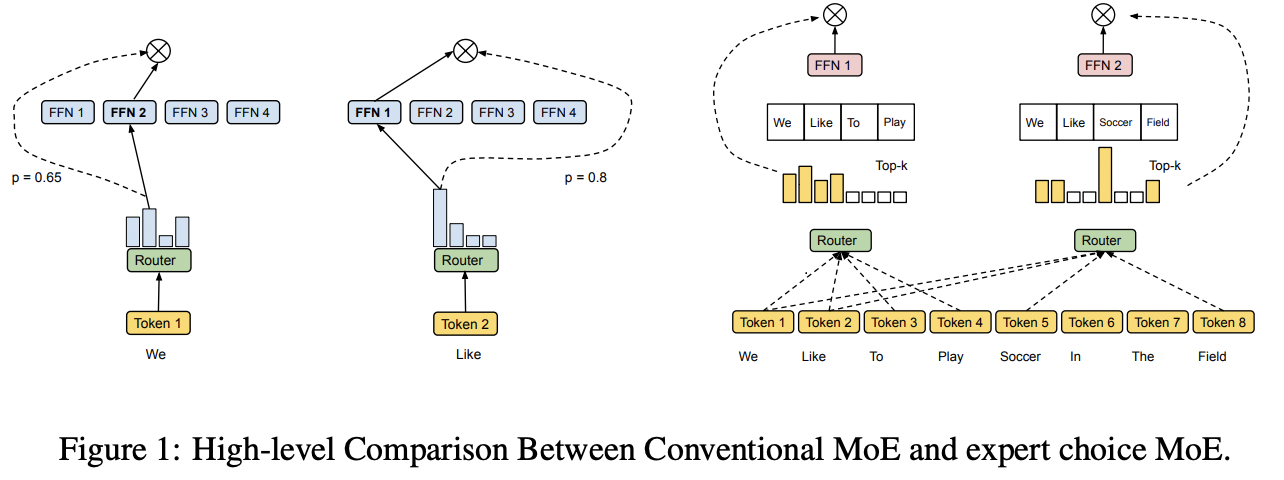 FFN 1 FFN 2 FFN 3 FFN 4
p = 0.65
Router
Token 1
We
FFN 1 FFN 2 FFN 3 FFN 4
p = 0.8
Router
Token 2
Like
FFN 1
We Like To Play
Top-k
Router
FFN 2
We Like Soccer Field
Top-k
Router
Token 1 Token 2 Token 3 Token 4 Token 5 Token 6 Token 7 Token 8
We Like To Play Soccer In The Field
Figure 1: High-level Comparison Between Conventional MoE and expert choice MoE.